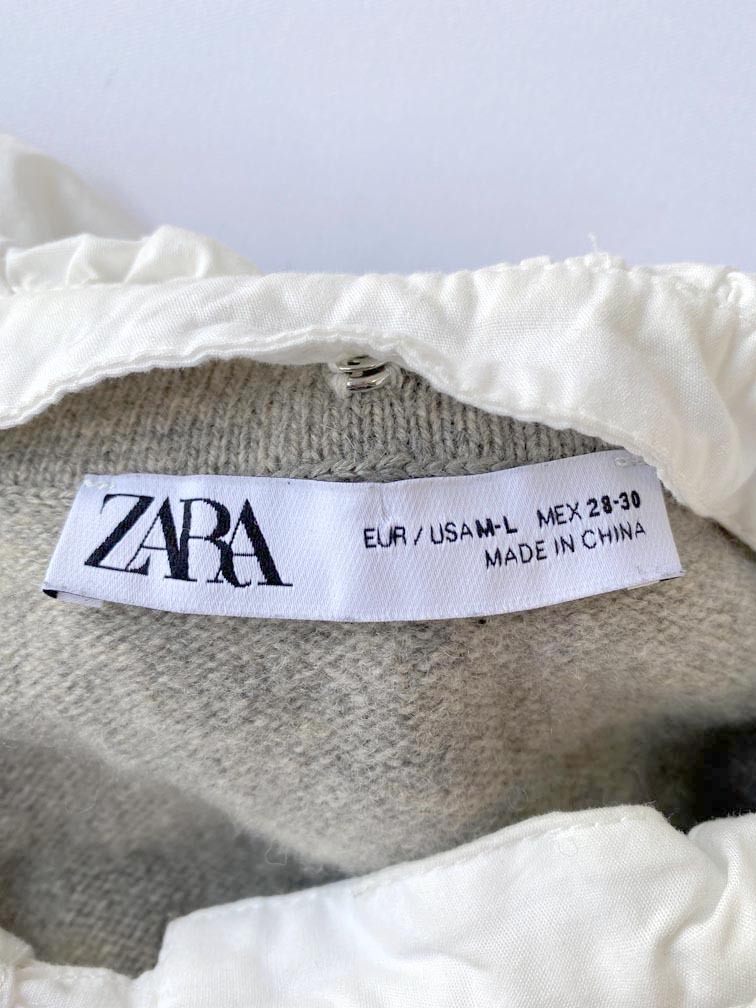 ZARA
EUR / USA M-L MEX 28-30
MADE IN CHINA